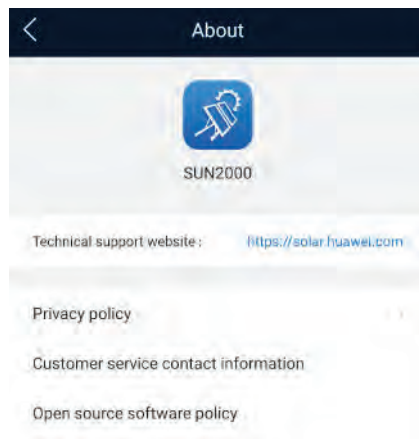 About
SUN2000
Technical support website : https://solar.huawei.com
Privacy policy
Customer service contact information
Open source software policy